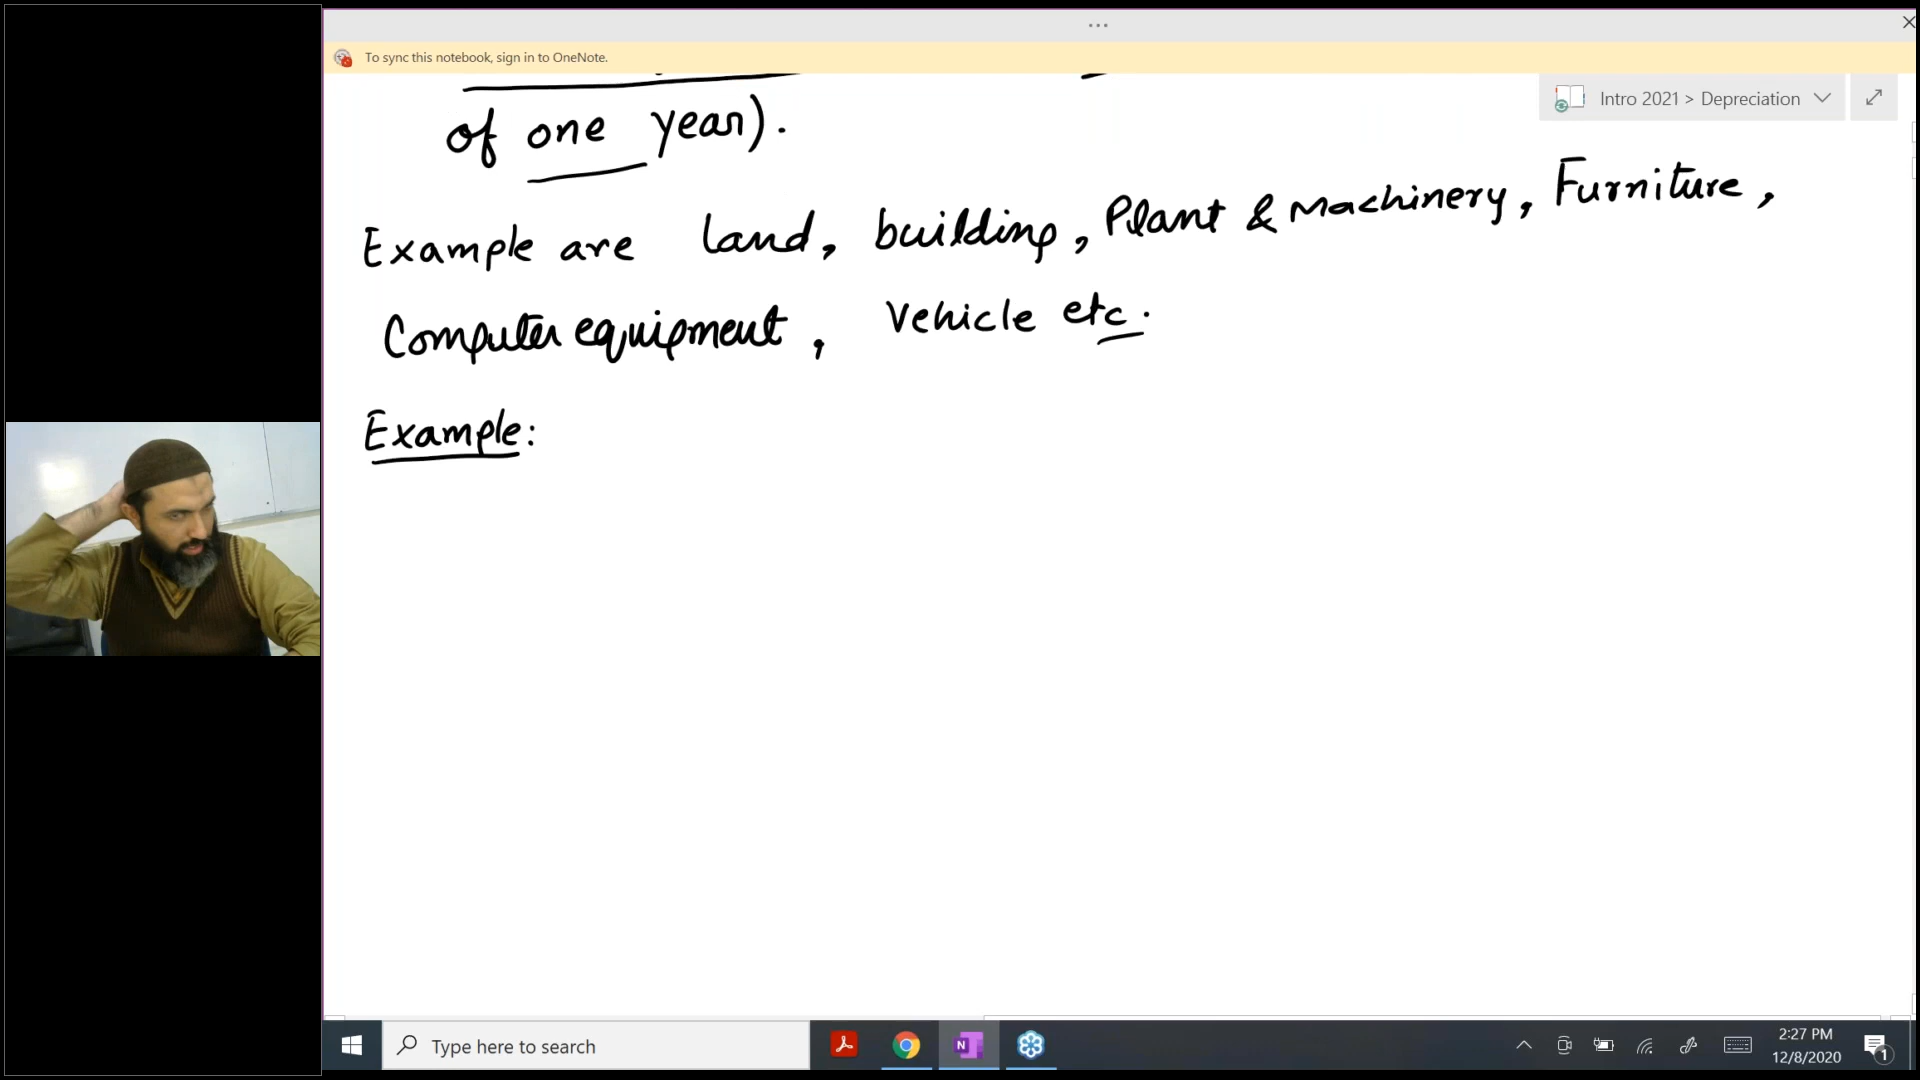 To sync this notebook, sign in to OneNote.
Intro 2021 > Depreciation
of one year).
Example are land, building, Plant & Machinery, Furniture,
Computer equipment, Vehicle etc.
Example:
Type here to search
N
2:27 PM
12/8/2020
1